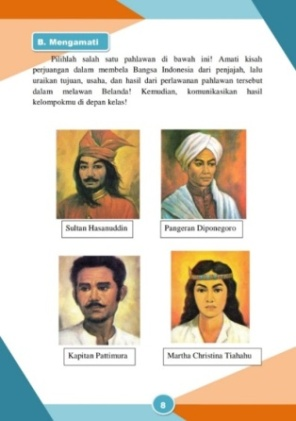 B. Mengamati
Pilihlah salah satu pahlawan di bawah ini! Amati kisah
perjuangan dalam membela Bangsa Indonesia dari penjajah, lalu
uraikan tujuan, usaha, dan hasil dari perlawanan pahlawan tersebut
dalam melawan Belanda! Kemudian, komunikasikan hasil
kelompokmu di depan kelas!
Sultan Hasanuddin
Pangeran Diponegoro
Kapitan Pattimura
Martha Christina Tiahahu
8